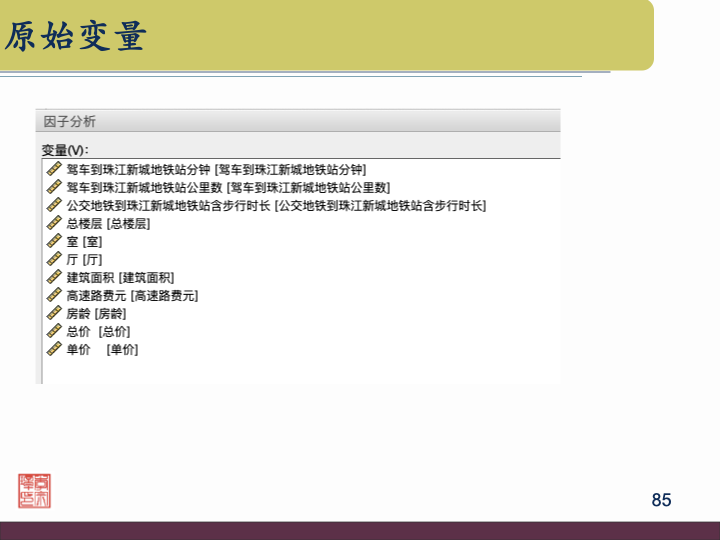 原始变量
因子分析
变量(V):
驾车到珠江新城地铁站分钟 [驾车到珠江新城地铁站分钟]
驾车到珠江新城地铁站公里数 [驾车到珠江新城地铁站公里数]
公交地铁到珠江新城地铁站含步行时长 [公交地铁到珠江新城地铁站含步行时长]
总楼层 [总楼层]
室 [室]
厅 [厅]
建筑面积 [建筑面积]
高速路费元 [高速路费元]
房龄 [房龄]
总价 [总价]
单价 [单价]
85